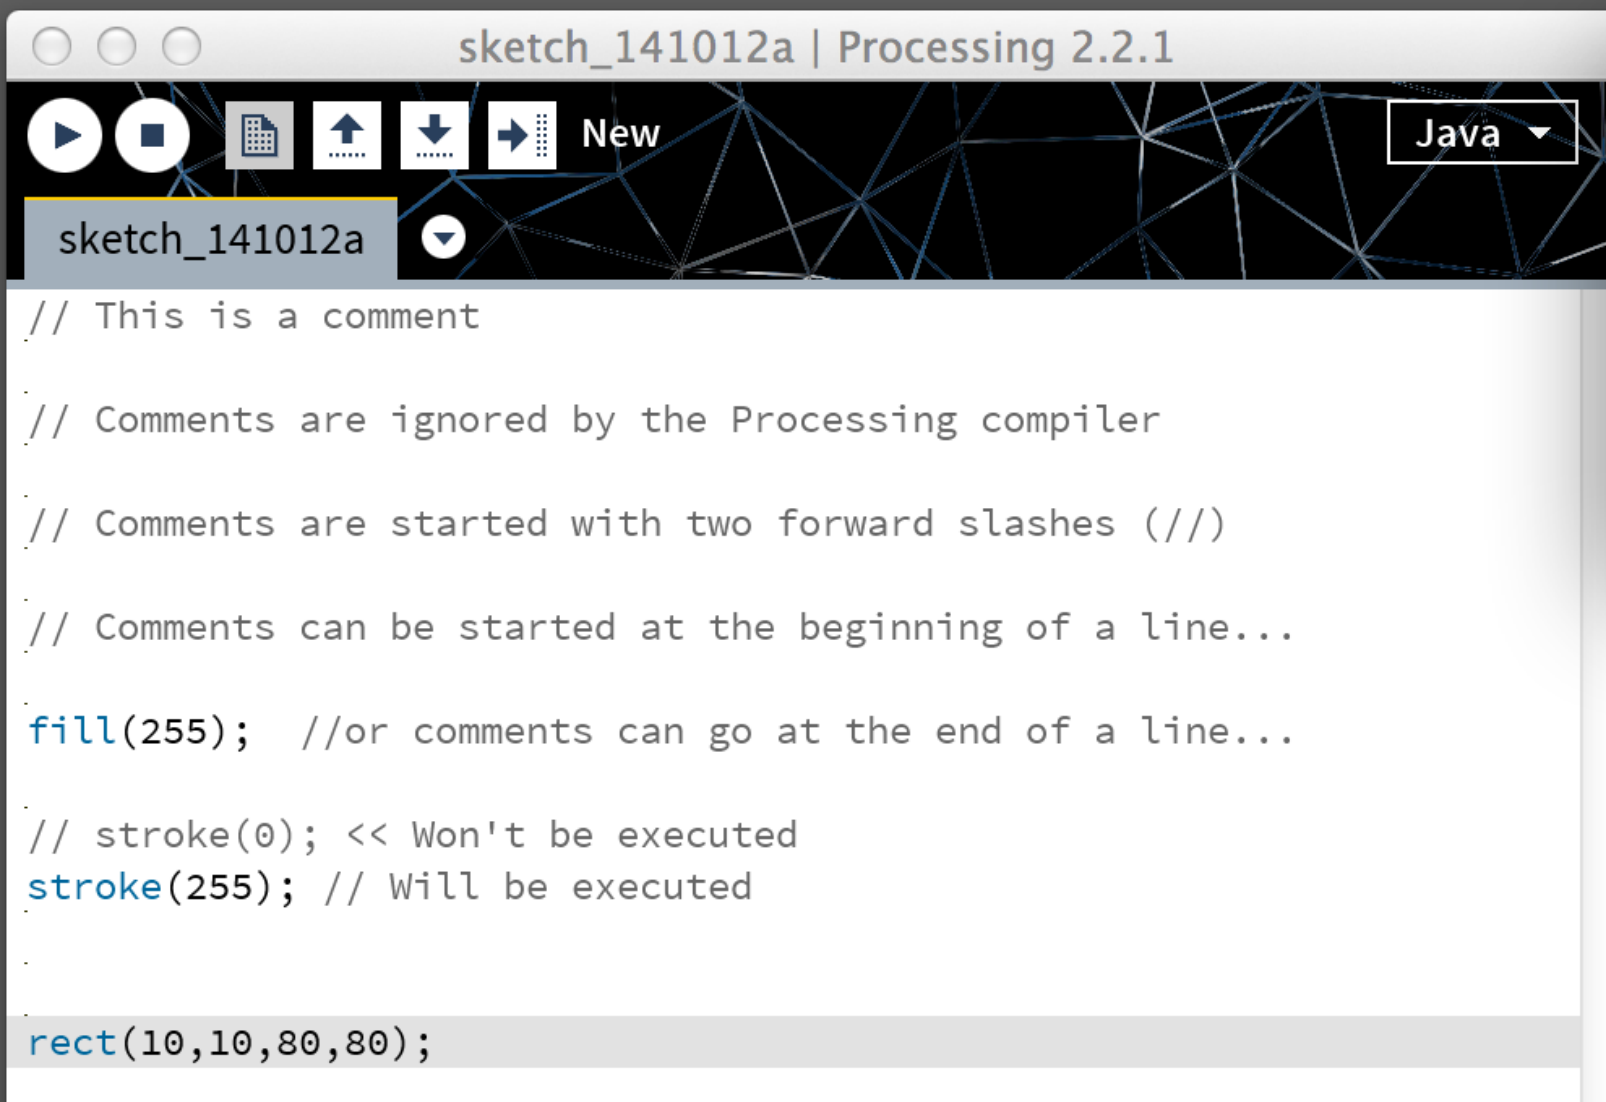 sketch_141012a | Processing 2.2.1
New
Java
sketch_141012a
// This is a comment
// Comments are ignored by the Processing compiler
// Comments are started with two forward slashes (//)
// Comments can be started at the beginning of a line...
fill(255);  //or comments can go at the end of a line...
// stroke(0); << Won't be executed
stroke(255); // Will be executed
rect(10,10,80,80);